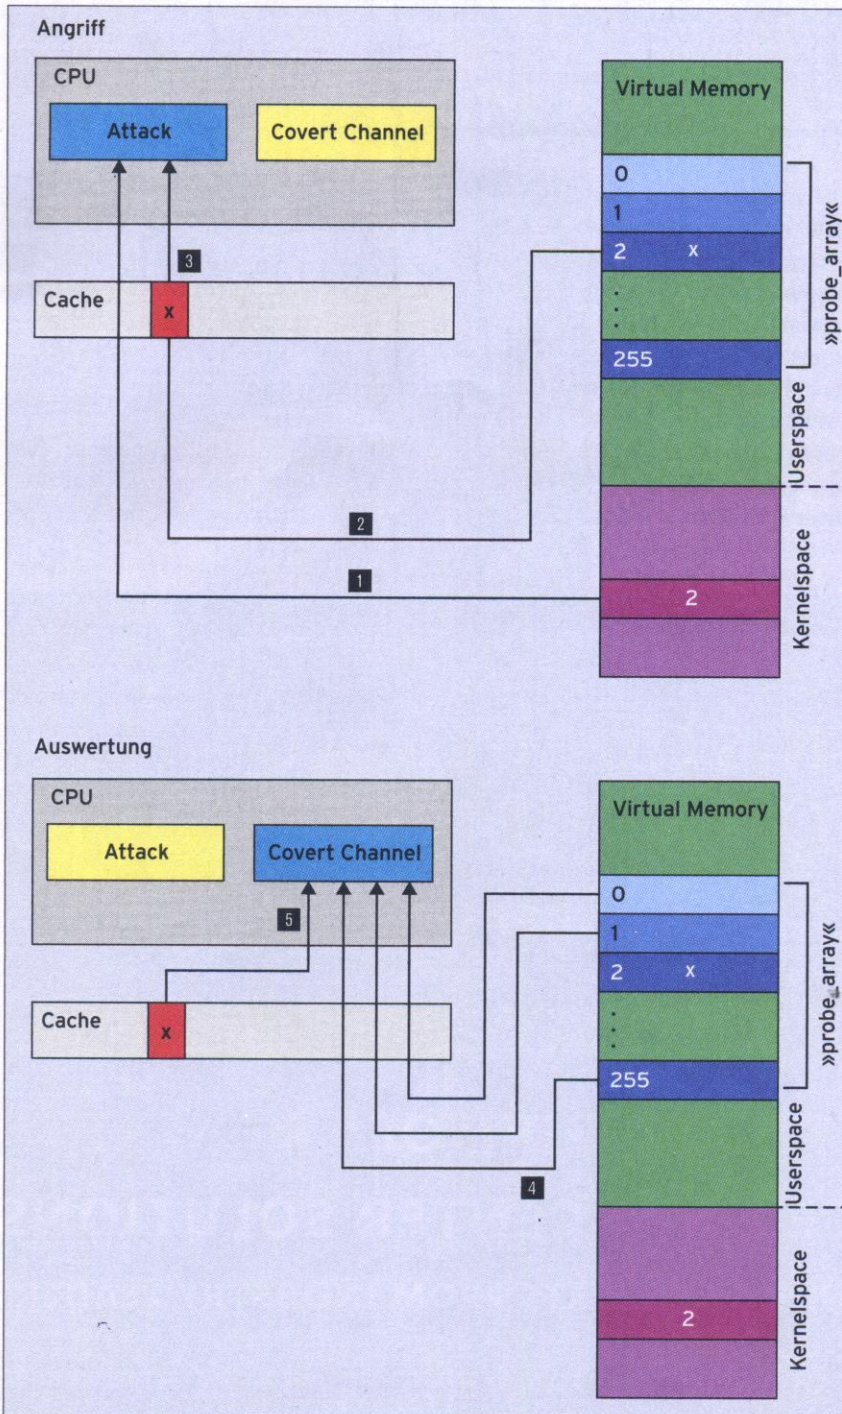 Angriff
CPU
Attack
Covert Channel
3
Cache
x
2
1
Virtual Memory
0
1
2 x
255
»probe_array«
Userspace
2
Kernelspace
Auswertung
CPU
Attack
Covert Channel
5
Cache
x
4
Virtual Memory
0
1
2 x
255
»probe_array«
Userspace
2
Kernelspace